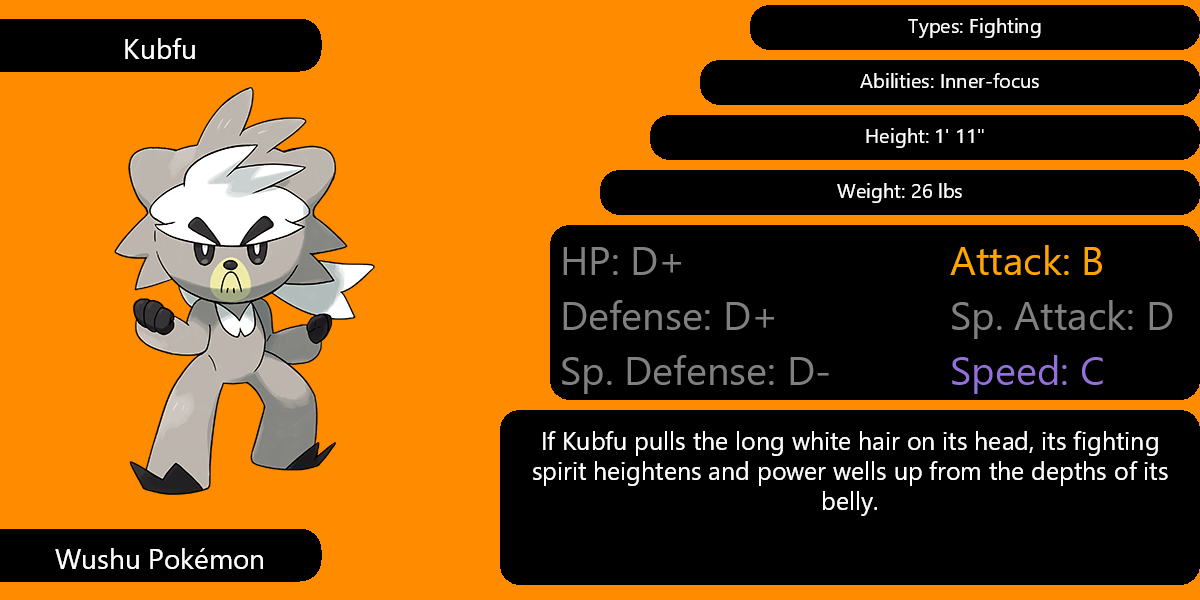 Kubfu
Types: Fighting
Abilities: Inner-focus
Height: 1' 11"
Weight: 26 lbs
HP: D+
Attack: B
Defense: D+
Sp. Attack: D
Sp. Defense: D-
Speed: C
If Kubfu pulls the long white hair on its head, its fighting
spirit heightens and power wells up from the depths of its
belly.
Wushu Pokémon